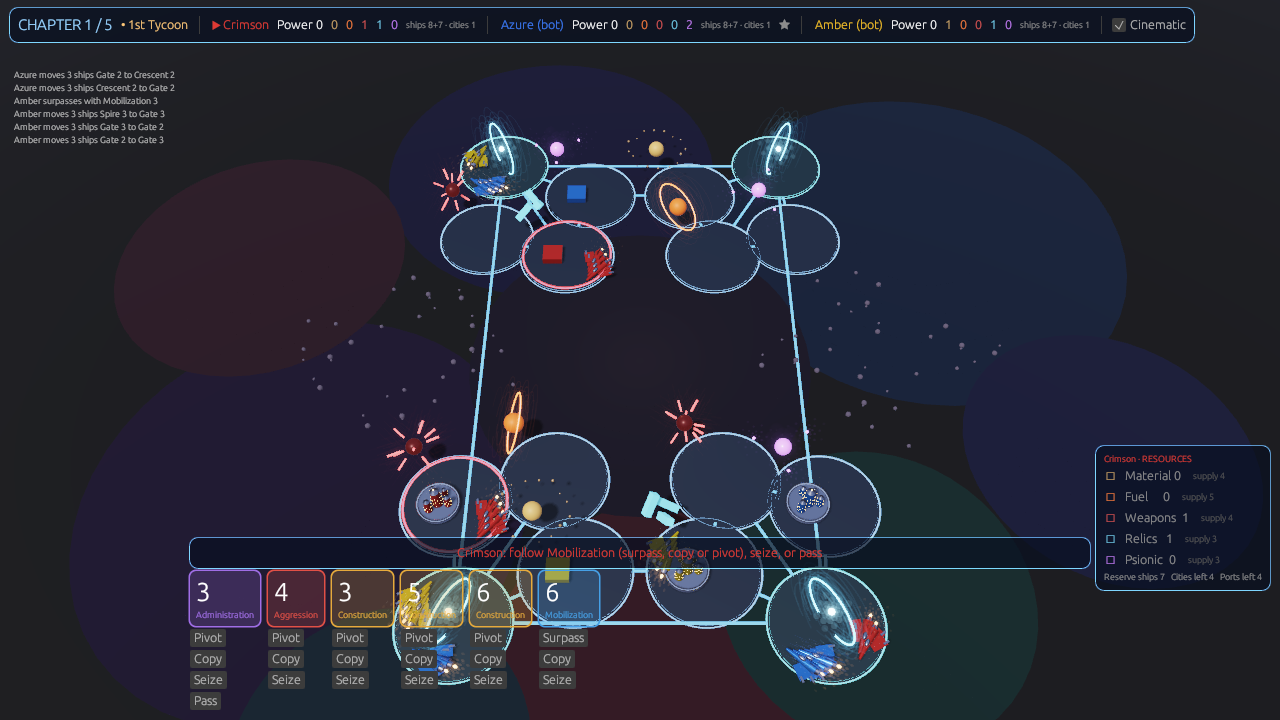 CHAPTER 1 / 5 • 1st Tycoon ▶ Crimson Power 0 0 0 1 1 0 ships 8+7 · cities 1 Azure (bot) Power 0 0 0 0 0 2 ships 8+7 · cities 1 ★ Amber (bot) Power 0 1 0 0 1 0 ships 8+7 · cities 1 Cinematic
Azure moves 3 ships Gate 2 to Crescent 2
Azure moves 3 ships Crescent 2 to Gate 2
Amber surpasses with Mobilization 3
Amber moves 3 ships Spire 3 to Gate 3
Amber moves 3 ships Gate 3 to Gate 2
Amber moves 3 ships Gate 2 to Gate 3
Crimson · RESOURCES
Material 0 supply 4
Fuel 0 supply 5
Weapons 1 supply 4
Relics 1 supply 3
Psionic 0 supply 3
Reserve ships 7 Cities left 4 Ports left 4
Crimson: follow Mobilization (surpass, copy or pivot), seize, or pass
3 4 3 5 6 6
Administration Aggression Construction Construction Mobilization
Pivot Pivot Pivot Pivot Pivot Surpass
Copy Copy Copy Copy Copy Copy
Seize Seize Seize Seize Seize Seize
Pass